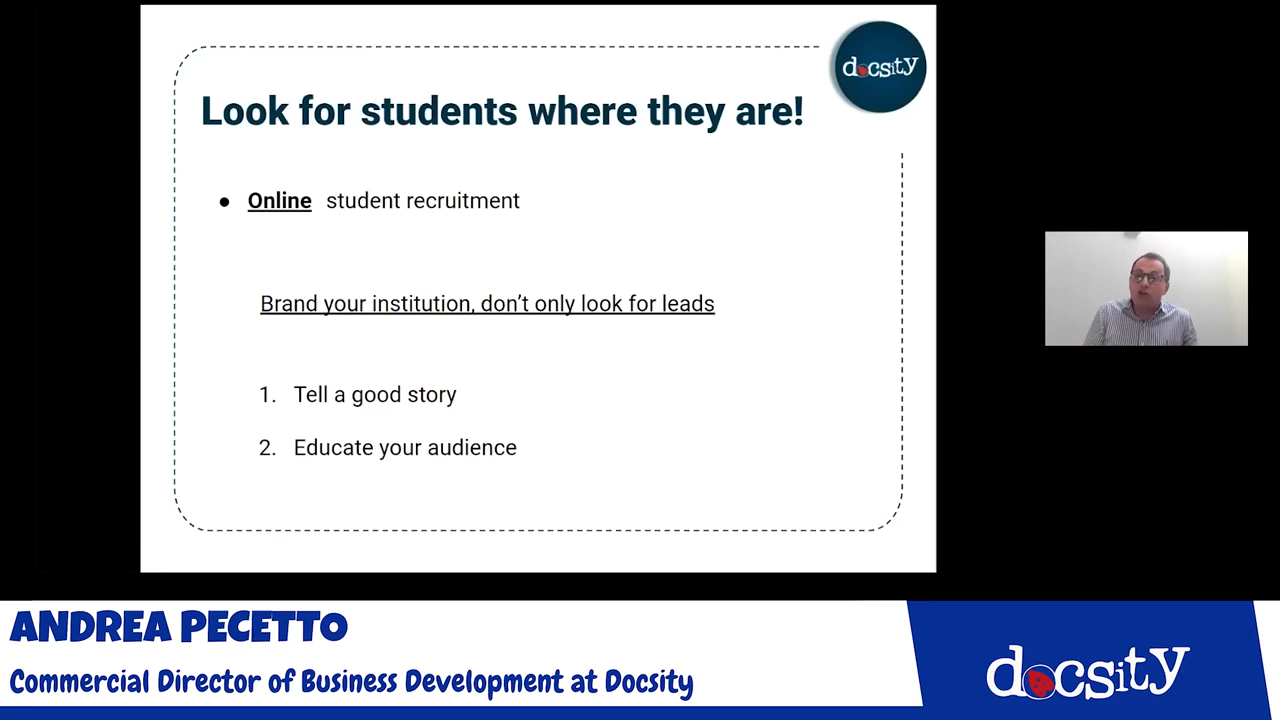 docsity
Look for students where they are!
● Online student recruitment
Brand your institution, don’t only look for leads
1. Tell a good story
2. Educate your audience
ANDREA PECETTO
Commercial Director of Business Development at Docsity
docsity